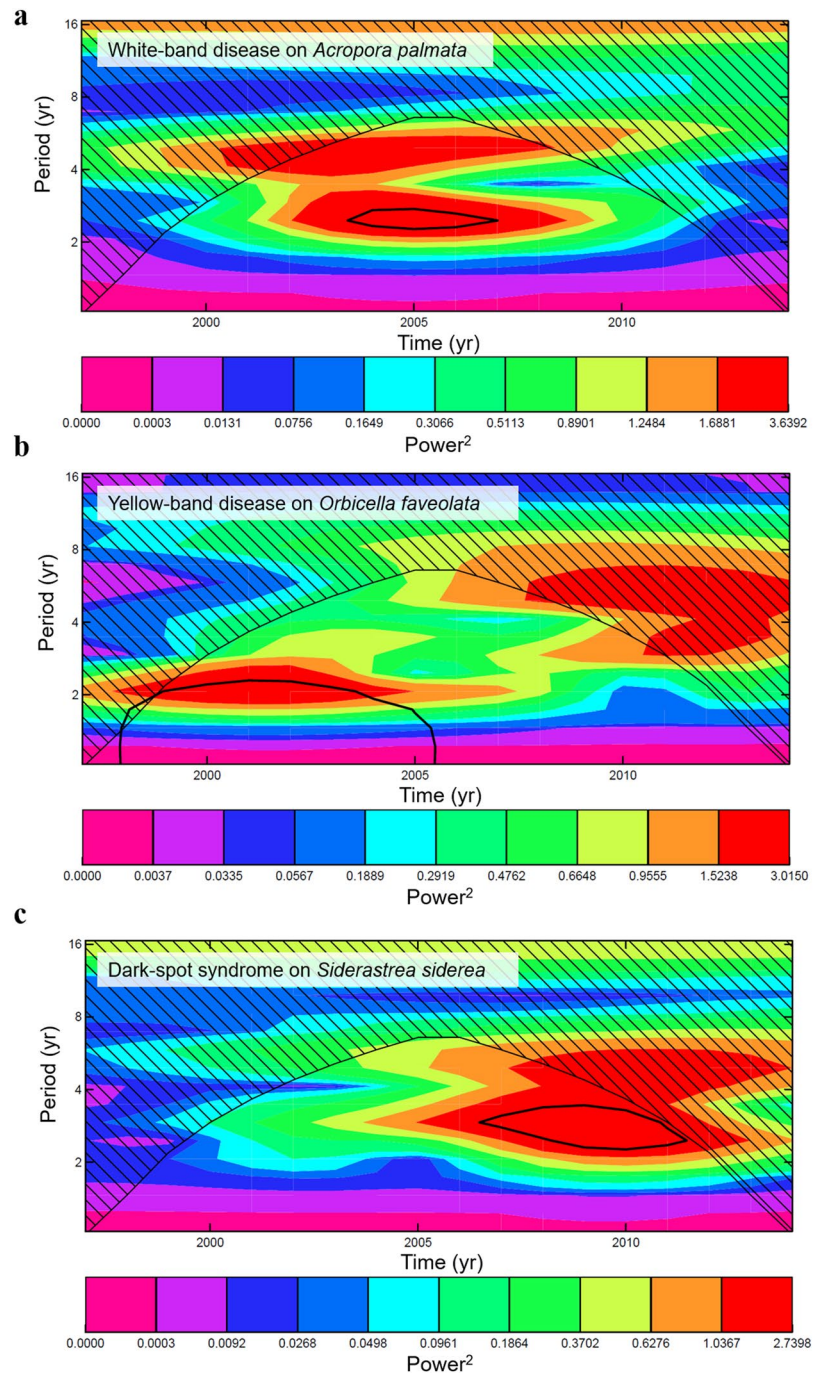 a
White-band disease on Acropora palmata
Period (yr)
16
8
4
2
2000 2005 2010
Time (yr)
0.0000 0.0003 0.0131 0.0756 0.1649 0.3066 0.5113 0.8901 1.2484 1.6881 3.6392
Power2
b
Yellow-band disease on Orbicella faveolata
Period (yr)
16
8
4
2
2000 2005 2010
Time (yr)
0.0000 0.0037 0.0335 0.0567 0.1889 0.2919 0.4762 0.6648 0.9555 1.5238 3.0150
Power2
c
Dark-spot syndrome on Siderastrea siderea
Period (yr)
16
8
4
2
2000 2005 2010
Time (yr)
0.0000 0.0003 0.0092 0.0268 0.0498 0.0961 0.1864 0.3702 0.6276 1.0367 2.7398
Power2